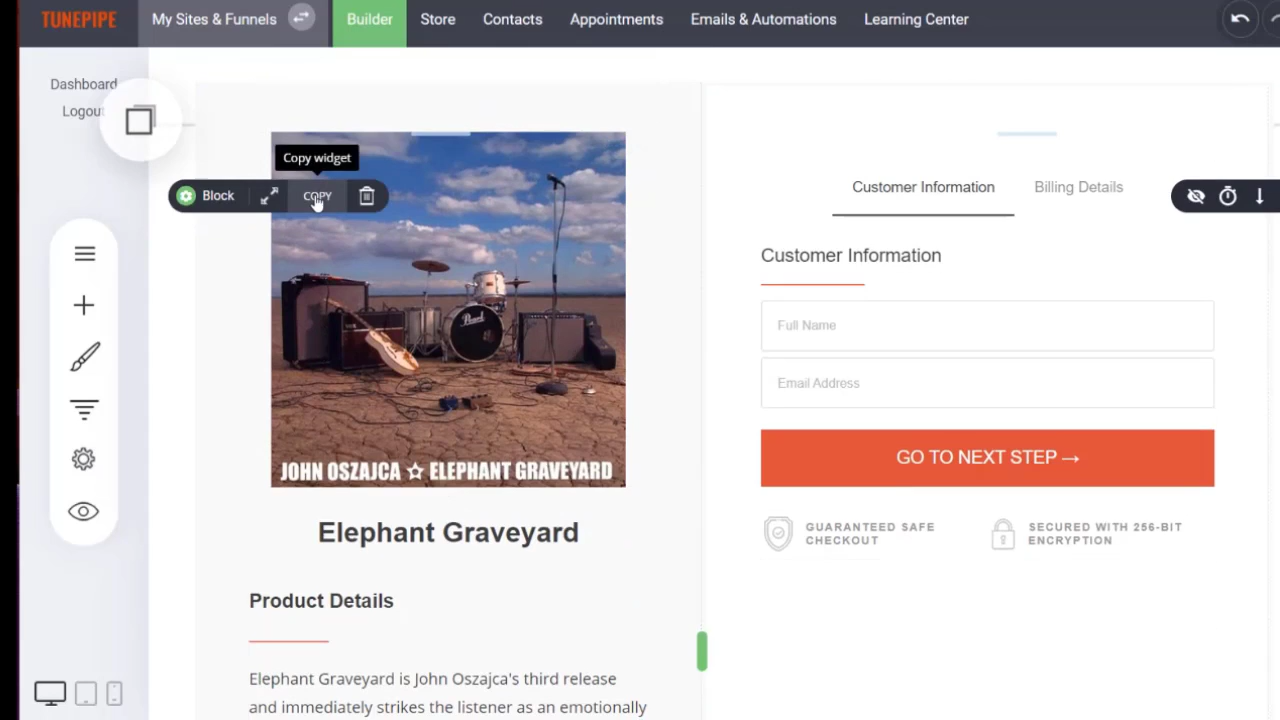 TUNEPIPE
My Sites & Funnels
Builder
Store
Contacts
Appointments
Emails & Automations
Learning Center
Dashboard
Logout
Copy widget
Block
COPY
Pearl
JOHN OSZAJCA ☆ ELEPHANT GRAVEYARD
Elephant Graveyard
Product Details
Elephant Graveyard is John Oszajca's third release
and immediately strikes the listener as an emotionally
Customer Information
Billing Details
Customer Information
Full Name
Email Address
GO TO NEXT STEP →
GUARANTEED SAFE
CHECKOUT
SECURED WITH 256-BIT
ENCRYPTION